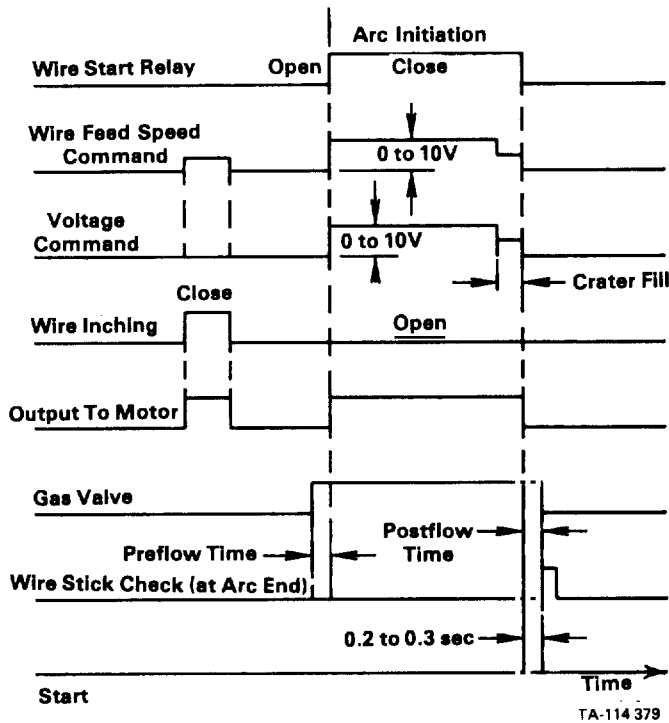 Arc Initiation
Wire Start Relay Open Close
Wire Feed Speed
Command
0 to 10V
Voltage
Command
0 to 10V
Crater Fill
Close
Wire Inching
Open
Output To Motor
Gas Valve
Postflow
Time
Preflow Time
Wire Stick Check (at Arc End)
0.2 to 0.3 sec
Time
Start
TA-114 379